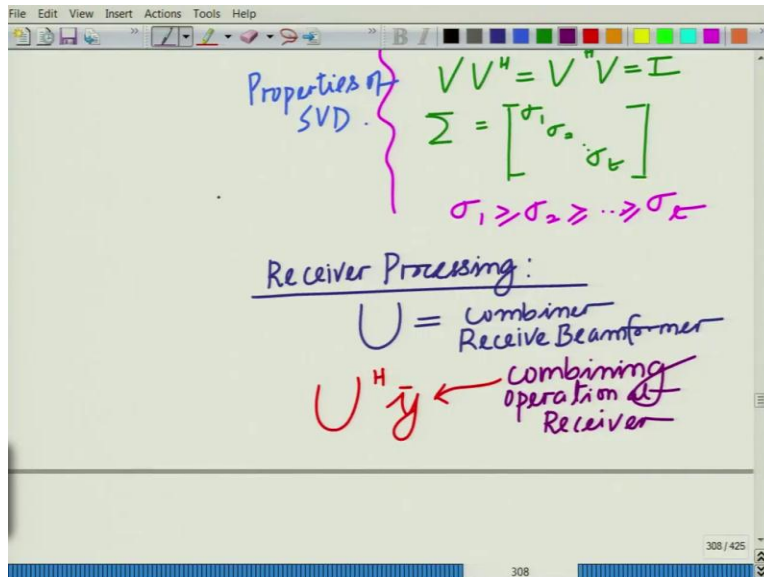 File Edit View Insert Actions Tools Help
B I
Properties of
SVD.
VV^H = V^H V = I
Σ = [σ₁ σ₂ ... σₜ]
σ₁ ≥ σ₂ ≥ ... ≥ σₜ
Receiver Processing:
U = combiner
Receive Beamformer
U^H ȳ ← combining
operation at
Receiver
308/425
308